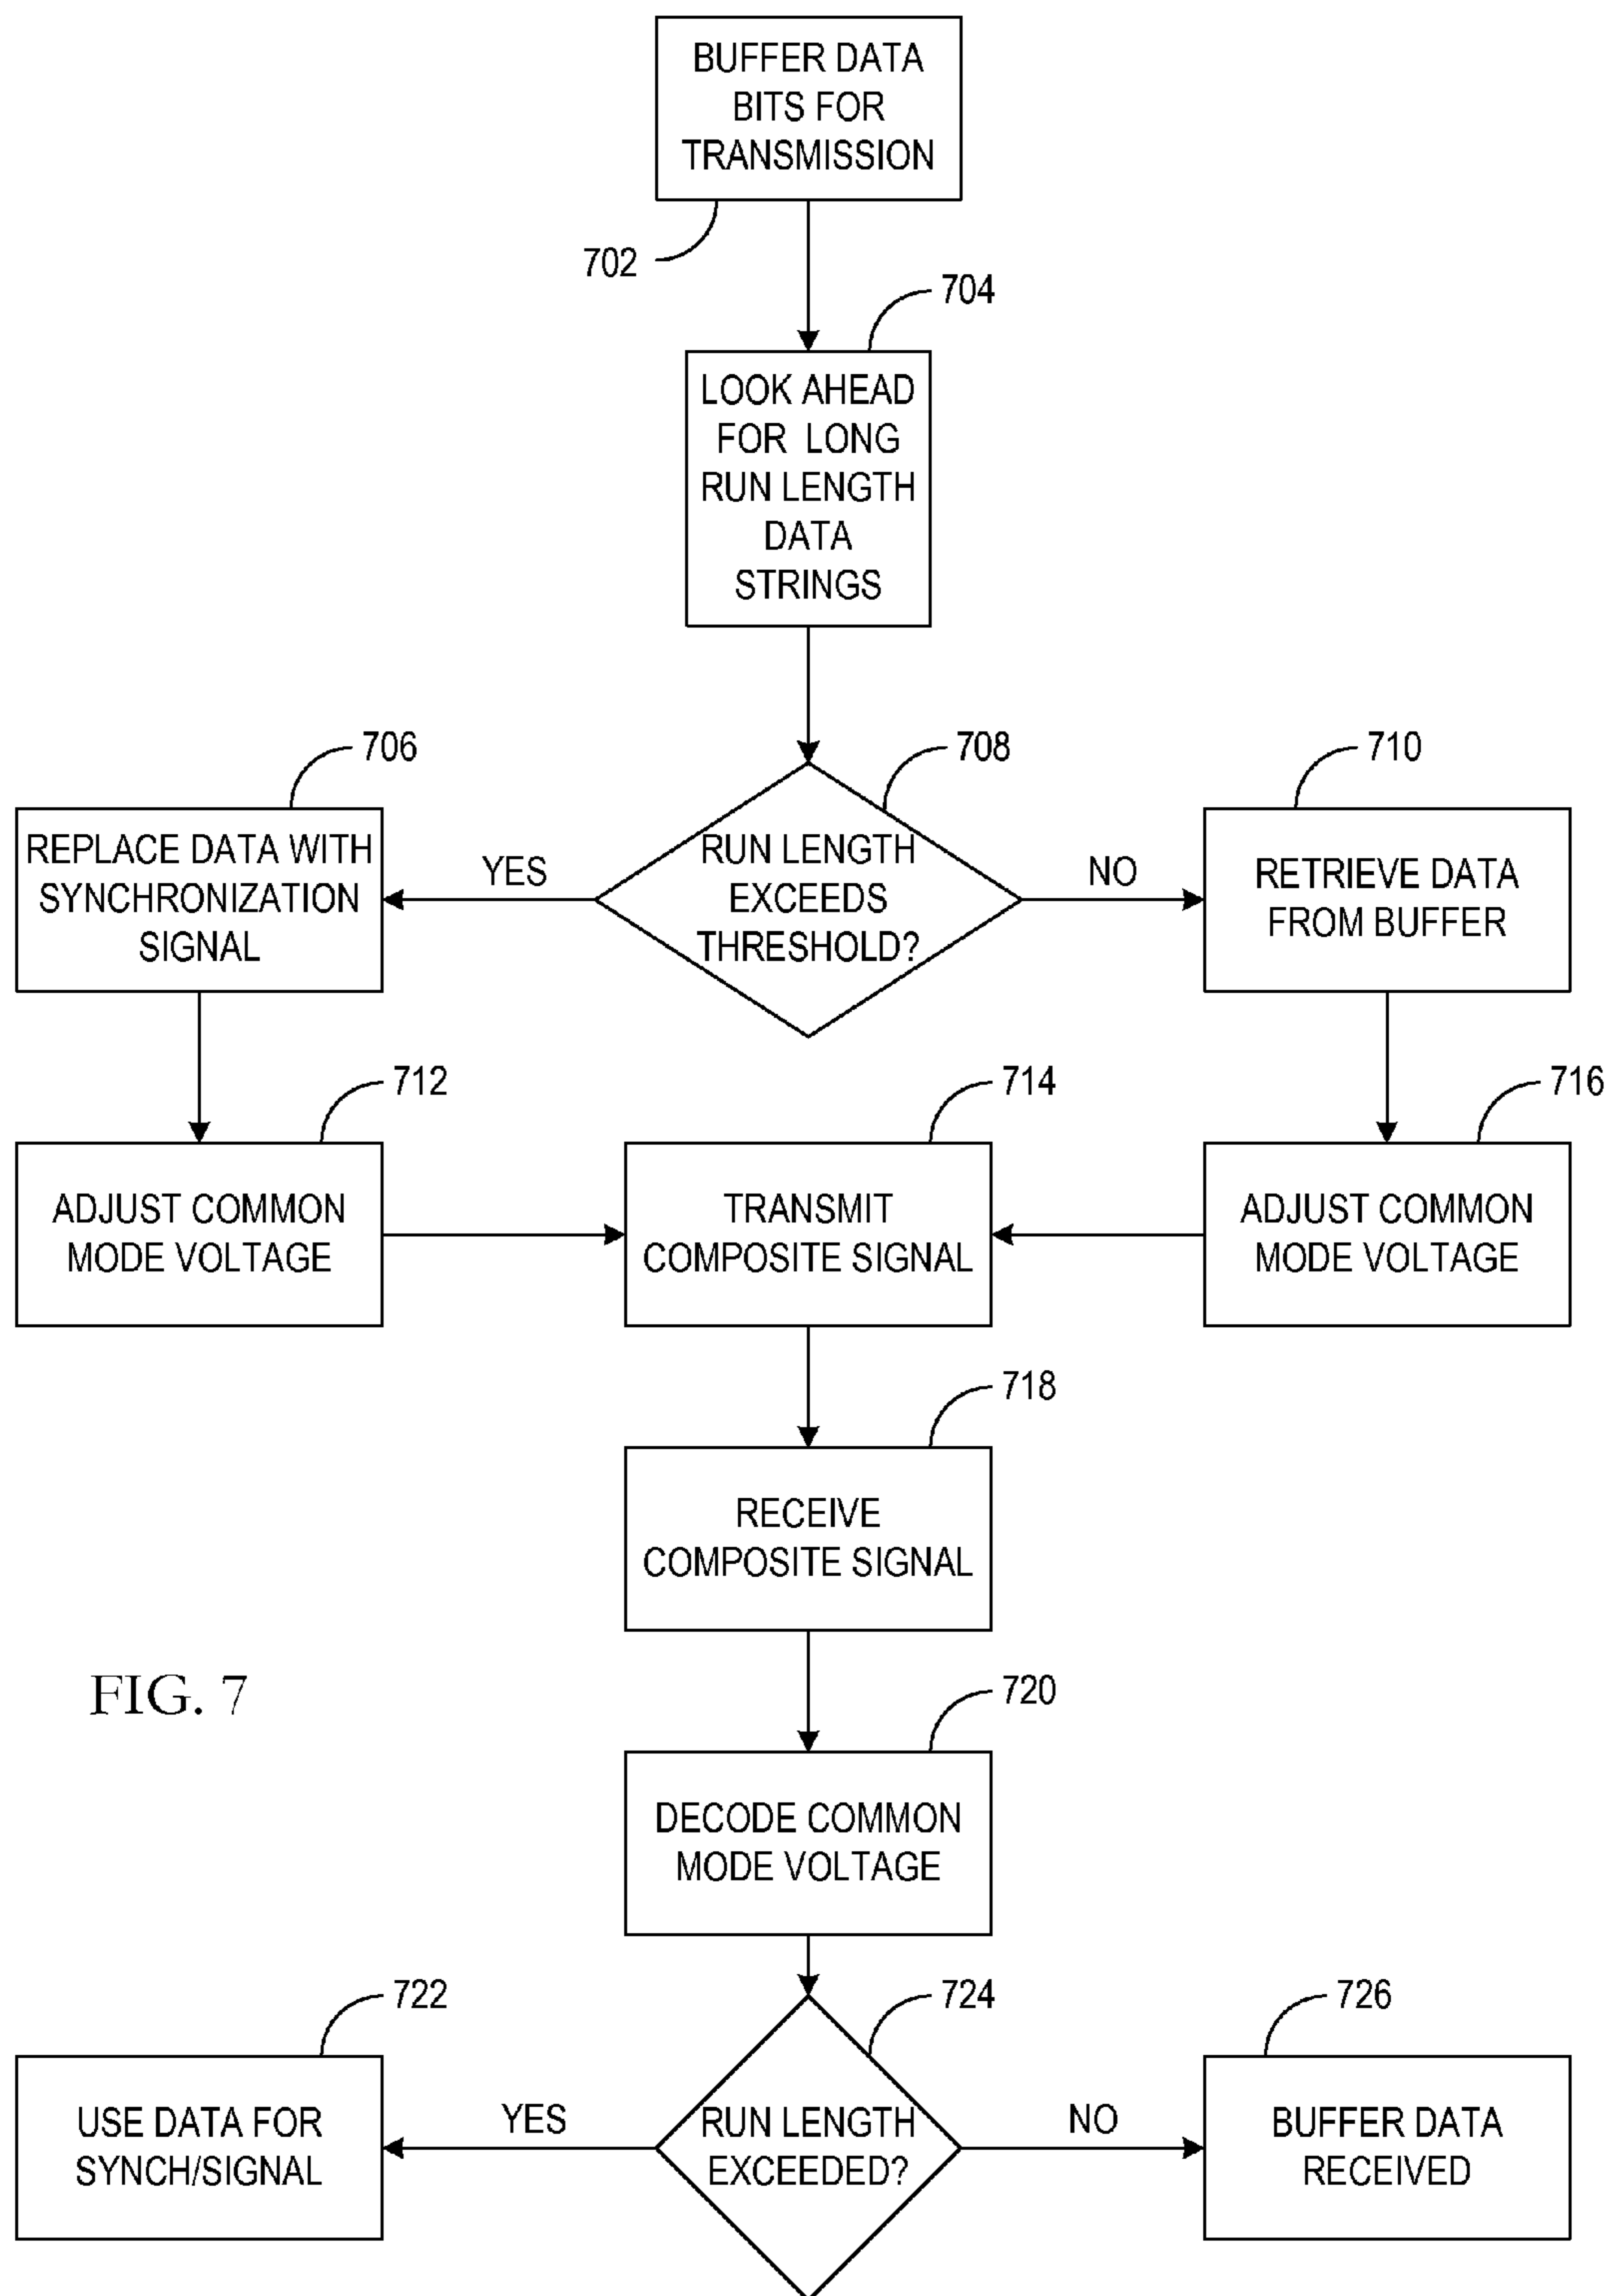 BUFFER DATA
BITS FOR
TRANSMISSION
702
704
LOOK AHEAD
FOR LONG
RUN LENGTH
DATA
STRINGS
706
708
710
REPLACE DATA WITH
SYNCHRONIZATION
SIGNAL
YES
RUN LENGTH
EXCEEDS
THRESHOLD?
NO
RETRIEVE DATA
FROM BUFFER
712
714
716
ADJUST COMMON
MODE VOLTAGE
TRANSMIT
COMPOSITE SIGNAL
ADJUST COMMON
MODE VOLTAGE
718
RECEIVE
COMPOSITE SIGNAL
FIG. 7
720
DECODE COMMON
MODE VOLTAGE
722
724
726
USE DATA FOR
SYNCH/SIGNAL
YES
RUN LENGTH
EXCEEDED?
NO
BUFFER DATA
RECEIVED